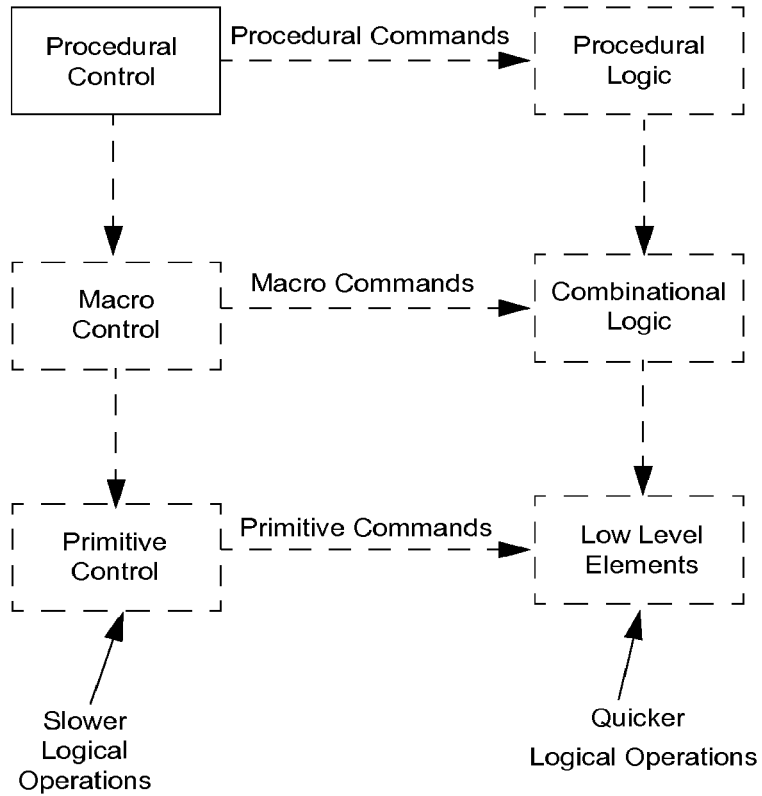 Procedural
Control
Procedural Commands
Procedural
Logic
Macro
Control
Macro Commands
Combinational
Logic
Primitive
Control
Primitive Commands
Low Level
Elements
Slower
Logical
Operations
Quicker
Logical Operations